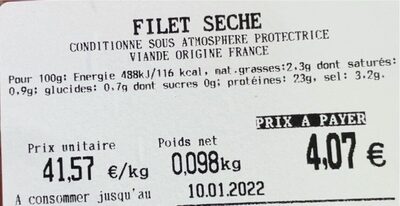 FILET SECHE
CONDITIONNE SOUS ATMOSPHERE PROTECTRICE
VIANDE ORIGINE FRANCE
Pour 100g: Energie 488kJ/116 kcal, mat.grasses:2.3g dont saturés:
0.9g; glucides: 0.7g dont sucres 0g; protéines: 23g, sel: 3.2g.
PRIX A PAYER
Prix unitaire Poids net
41,57 €/kg 0,098kg 4,07 €
A consommer jusqu'au 10.01.2022